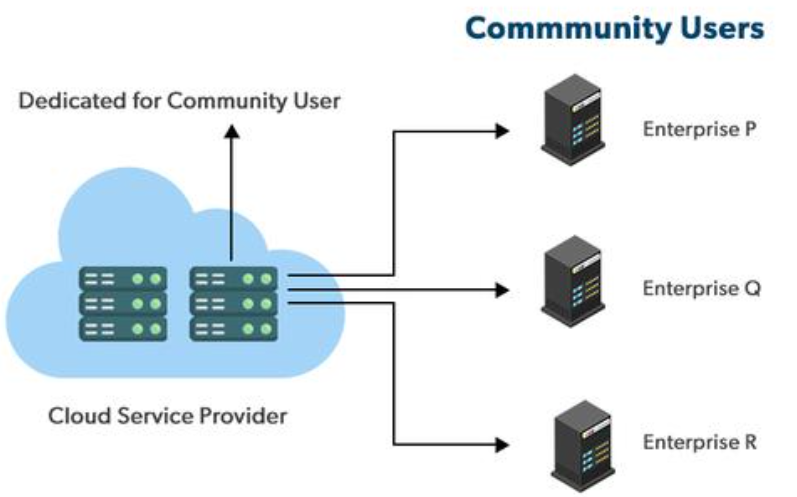 Commmunity Users
Dedicated for Community User
Enterprise P
Enterprise Q
Cloud Service Provider
Enterprise R